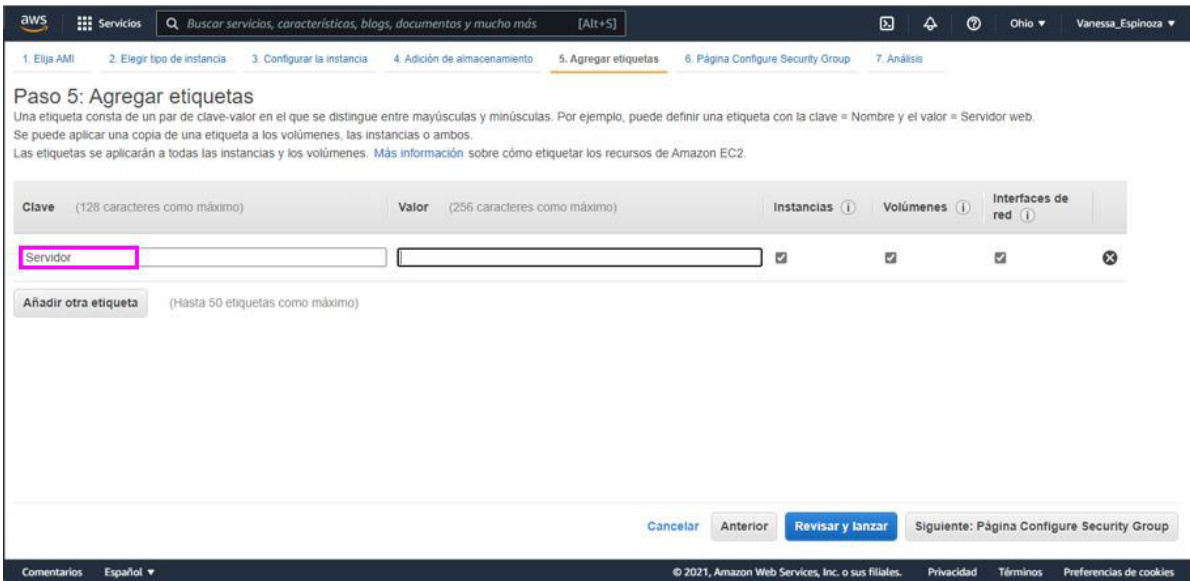 aws Servicios Buscar servicios, características, blogs, documentos y mucho más [Alt+S] Ohio Vanessa_Espinoza
1. Elija AMI 2. Elegir tipo de instancia 3. Configurar la instancia 4. Adición de almacenamiento 5. Agregar etiquetas 6. Página Configure Security Group 7. Análisis
Paso 5: Agregar etiquetas
Una etiqueta consta de un par de clave-valor en el que se distingue entre mayúsculas y minúsculas. Por ejemplo, puede definir una etiqueta con la clave = Nombre y el valor = Servidor web.
Se puede aplicar una copia de una etiqueta a los volúmenes, las instancias o ambos.
Las etiquetas se aplicarán a todas las instancias y los volúmenes. Más información sobre cómo etiquetar los recursos de Amazon EC2.
Clave (128 caracteres como máximo) Valor (256 caracteres como máximo) Instancias Volúmenes Interfaces de red
Servidor
Añadir otra etiqueta (Hasta 50 etiquetas como máximo)
Cancelar Anterior Revisar y lanzar Siguiente: Página Configure Security Group
Comentarios Español © 2021, Amazon Web Services, Inc. o sus filiales. Privacidad Términos Preferencias de cookies